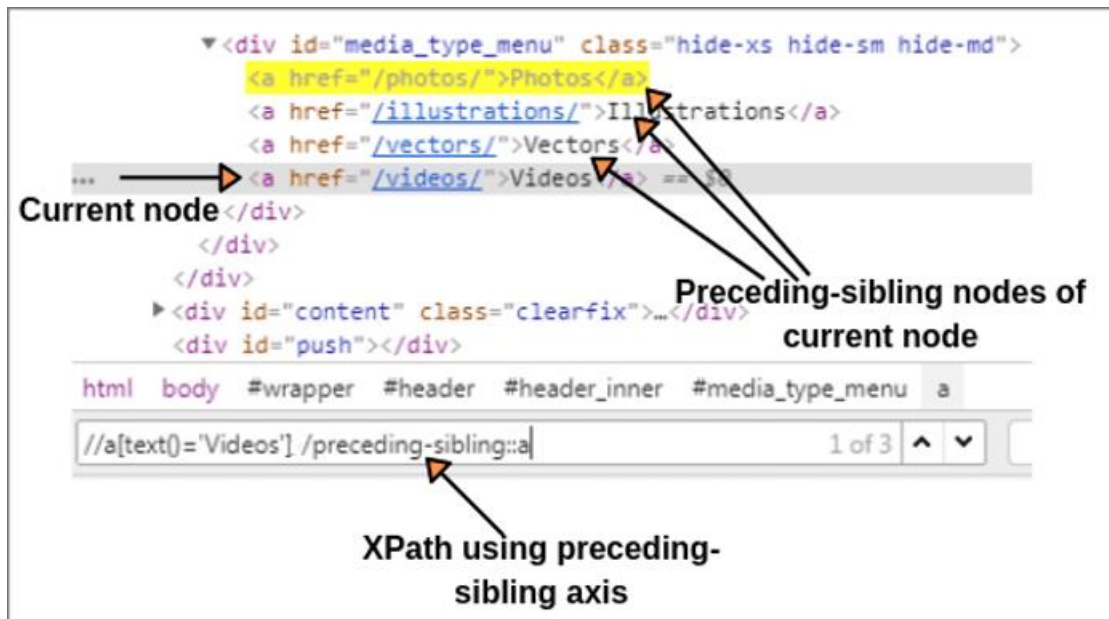 ▼<div id="media_type_menu" class="hide-xs hide-sm hide-md">
<a href="/photos/">Photos</a>
<a href="/illustrations/">Illustrations</a>
<a href="/vectors/">Vectors</a>
... <a href="/videos/">Videos</a> == $0
Current node </div>
</div>
</div>
Preceding-sibling nodes of
▶<div id="content" class="clearfix">…</div>
current node
<div id="push"></div>
html body #wrapper #header #header_inner #media_type_menu a
//a[text()='Videos'] /preceding-sibling::a 1 of 3
XPath using preceding-
sibling axis